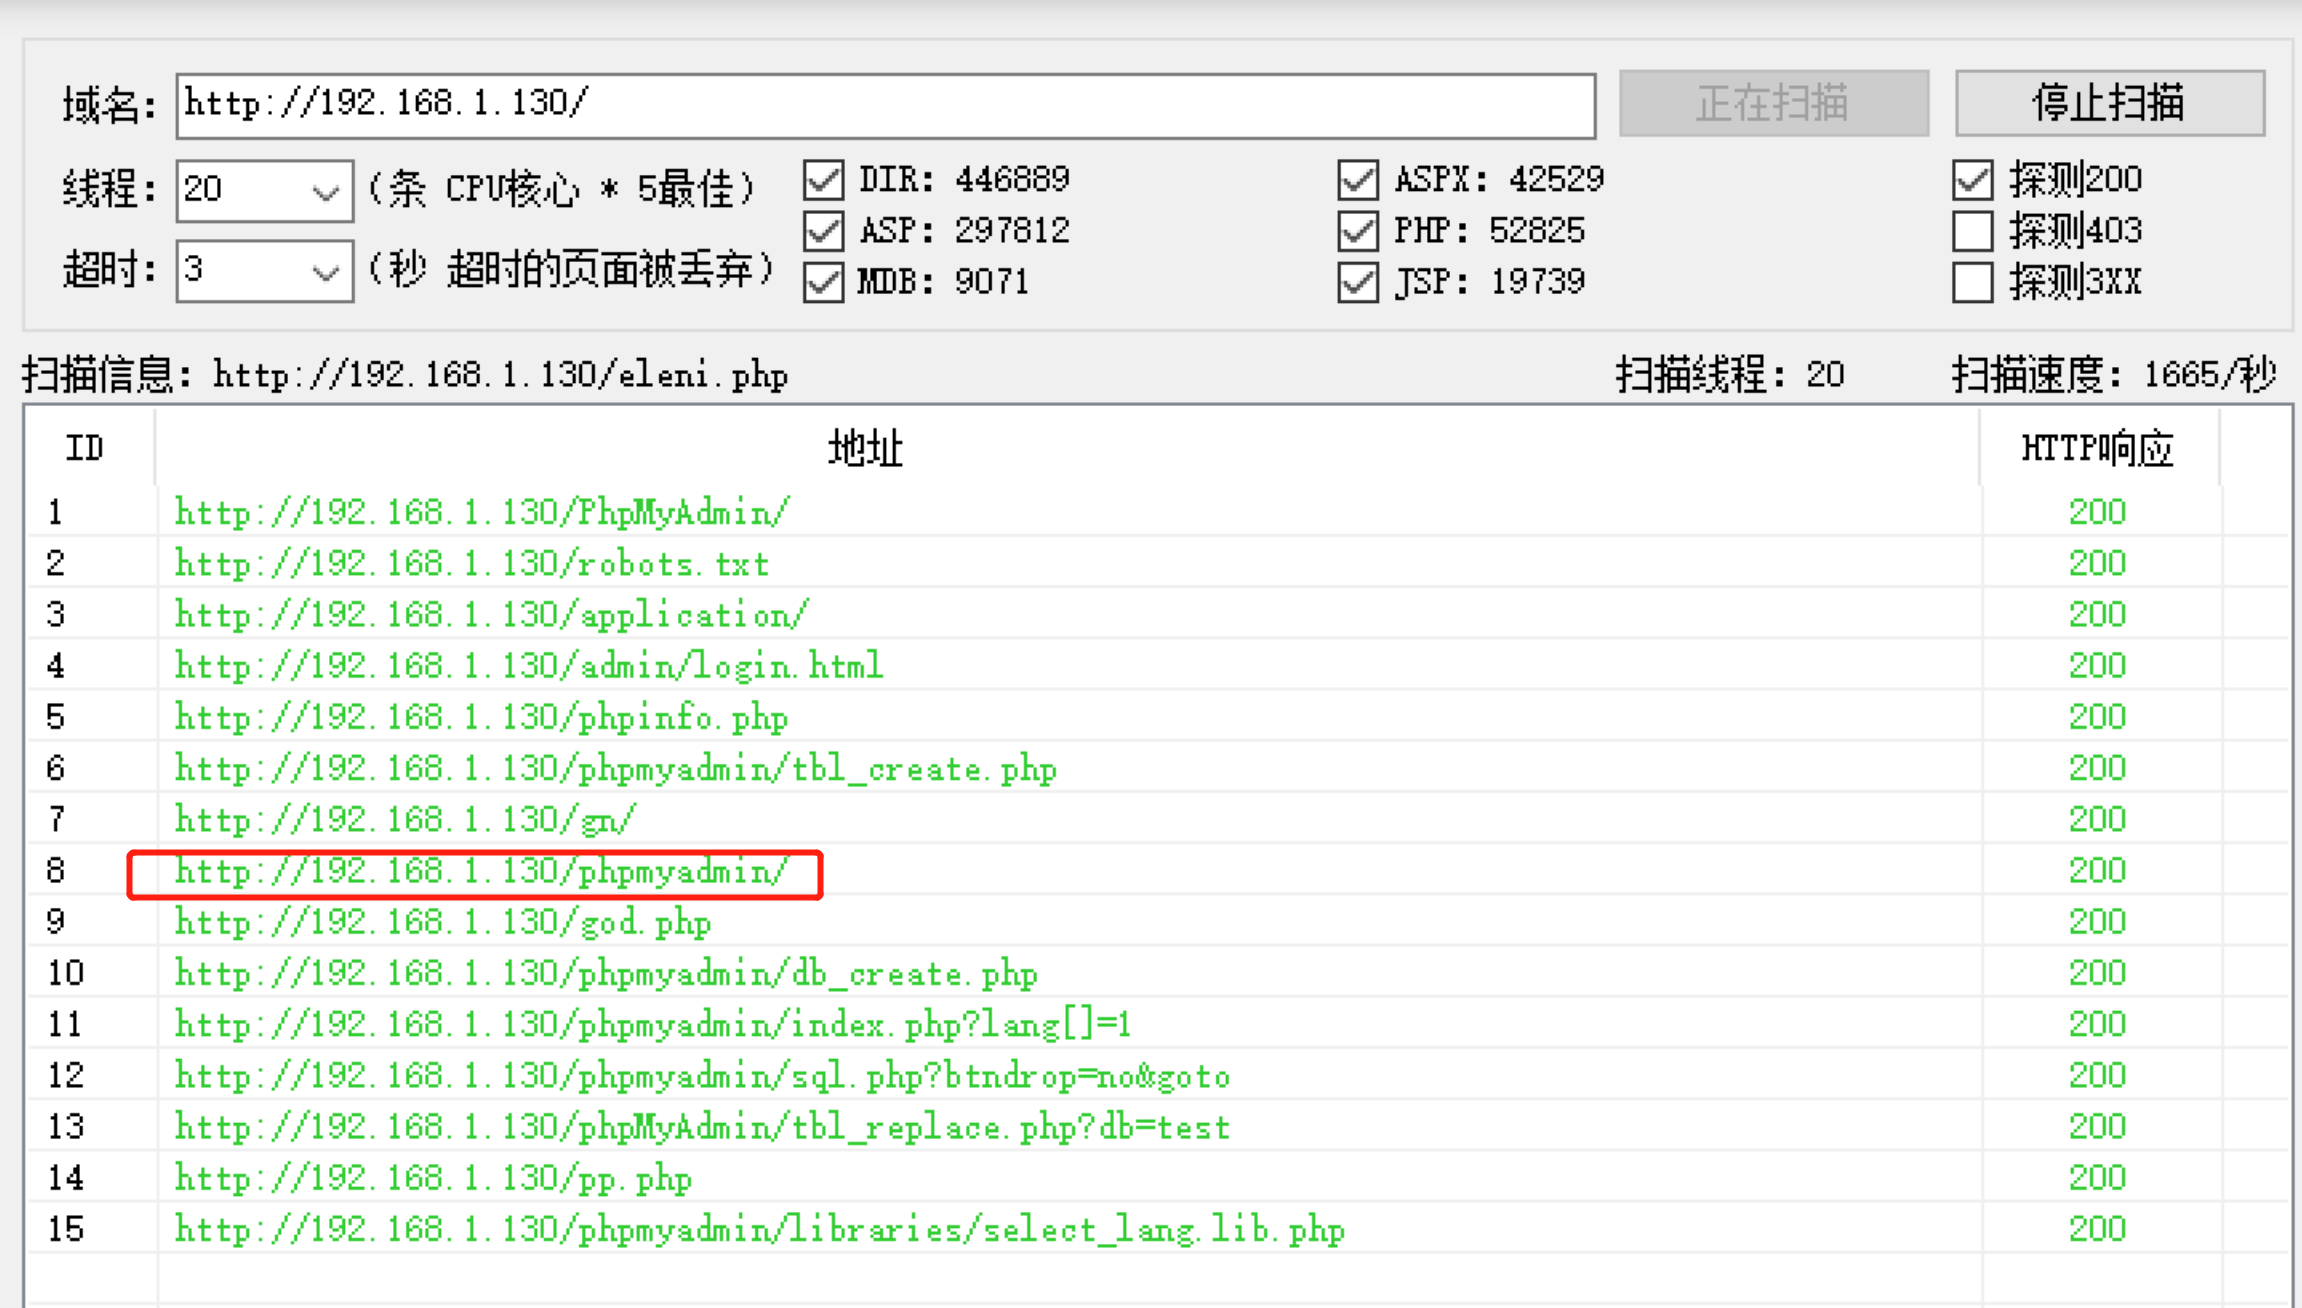 域名: http://192.168.1.130/ 正在扫描 停止扫描
线程: 20 (条 CPU核心 * 5最佳) DIR: 446889 ASPX: 42529 探测200
ASP: 297812 PHP: 52825 探测403
超时: 3 (秒 超时的页面被丢弃) MDB: 9071 JSP: 19739 探测3XX
扫描信息: http://192.168.1.130/eleni.php 扫描线程: 20 扫描速度: 1665/秒
ID 地址 HTTP响应
1 http://192.168.1.130/PhpMyAdmin/ 200
2 http://192.168.1.130/robots.txt 200
3 http://192.168.1.130/application/ 200
4 http://192.168.1.130/admin/login.html 200
5 http://192.168.1.130/phpinfo.php 200
6 http://192.168.1.130/phpmyadmin/tbl_create.php 200
7 http://192.168.1.130/gn/ 200
8 http://192.168.1.130/phpmyadmin/ 200
9 http://192.168.1.130/god.php 200
10 http://192.168.1.130/phpmyadmin/db_create.php 200
11 http://192.168.1.130/phpmyadmin/index.php?lang[]=1 200
12 http://192.168.1.130/phpmyadmin/sql.php?btndrop=no&goto 200
13 http://192.168.1.130/phpMyAdmin/tbl_replace.php?db=test 200
14 http://192.168.1.130/pp.php 200
15 http://192.168.1.130/phpmyadmin/libraries/select_lang.lib.php 200